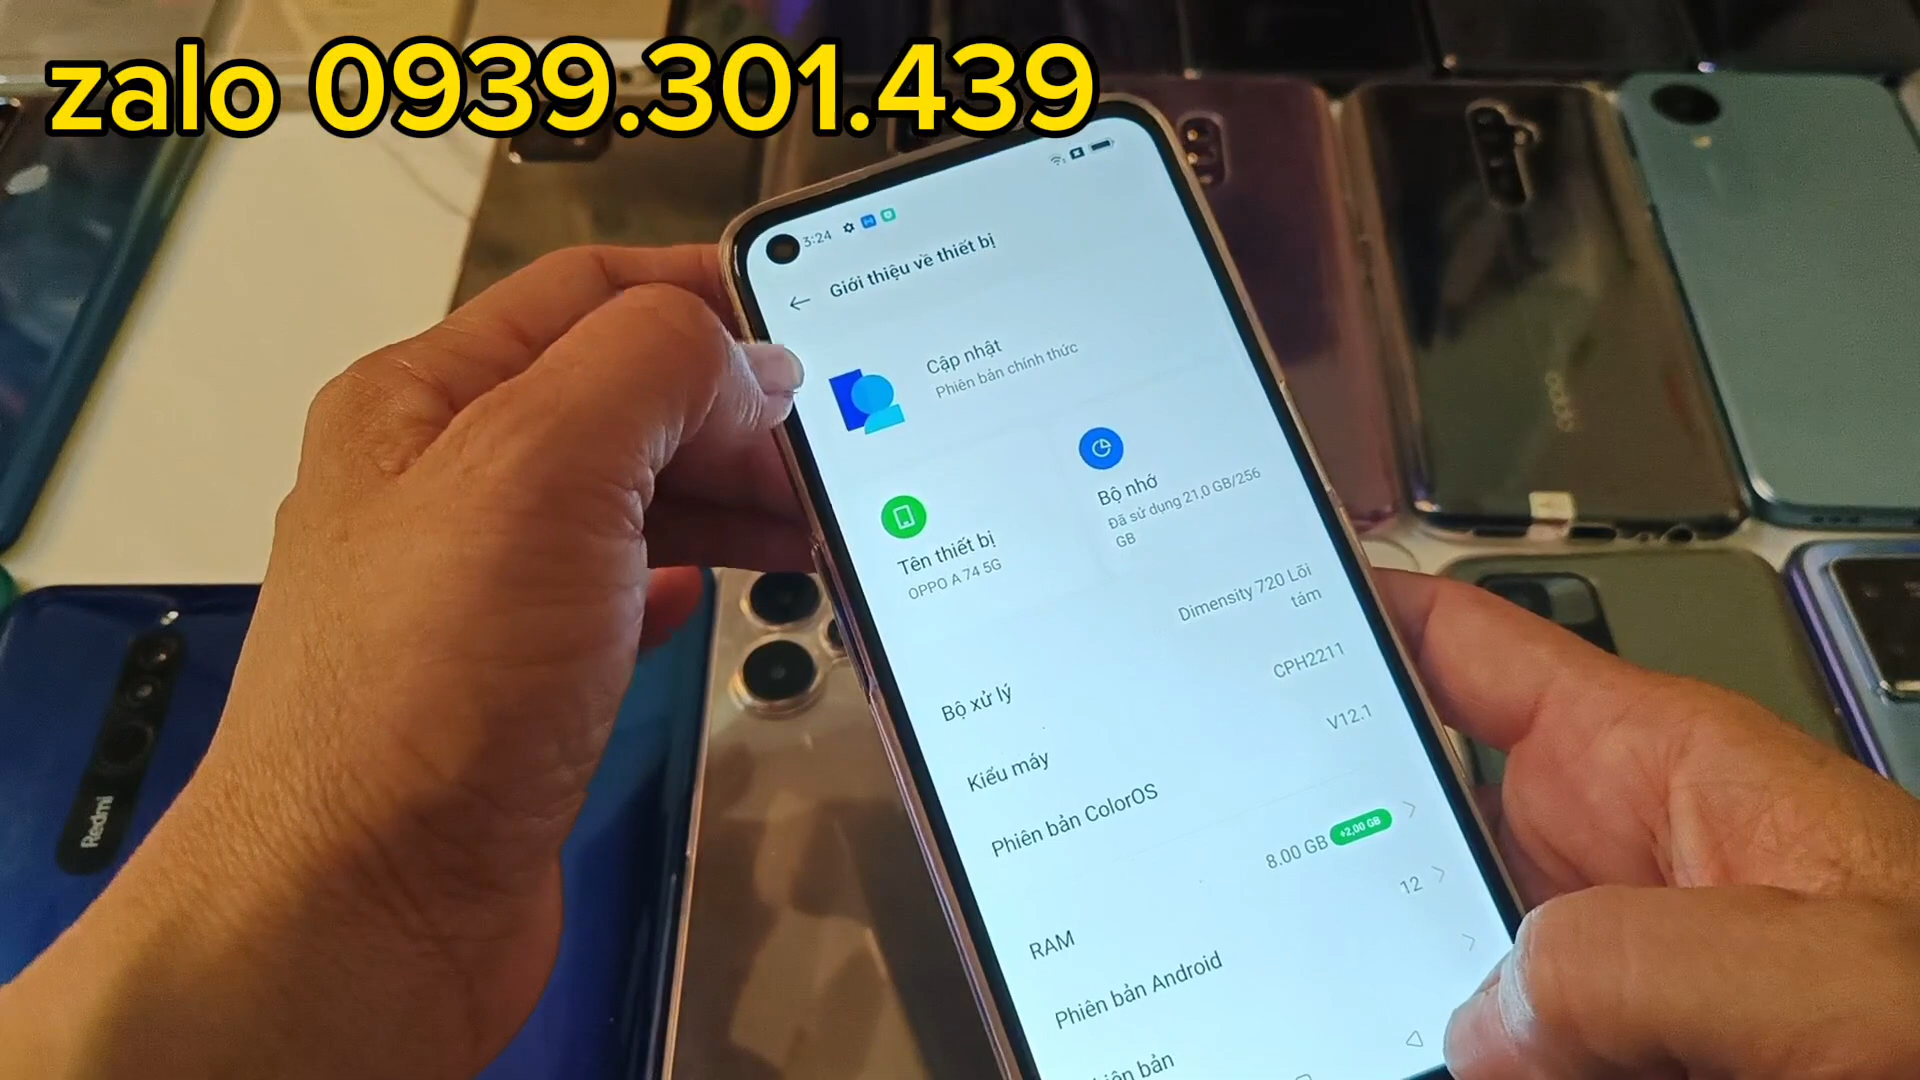 zalo 0939.301.439
3:24
Giới thiệu về thiết bị
Cập nhật
Phiên bản chính thức
Tên thiết bị
OPPO A 74 5G
Bộ nhớ
Đã sử dụng 21,0 GB/256
GB
Bộ xử lý
Dimensity 720 Lõi
tám
Kiểu máy
CPH2211
Phiên bản ColorOS
V12.1
RAM
8.00 GB +2,00 GB
Phiên bản Android
12
bản
oppo
Redmi